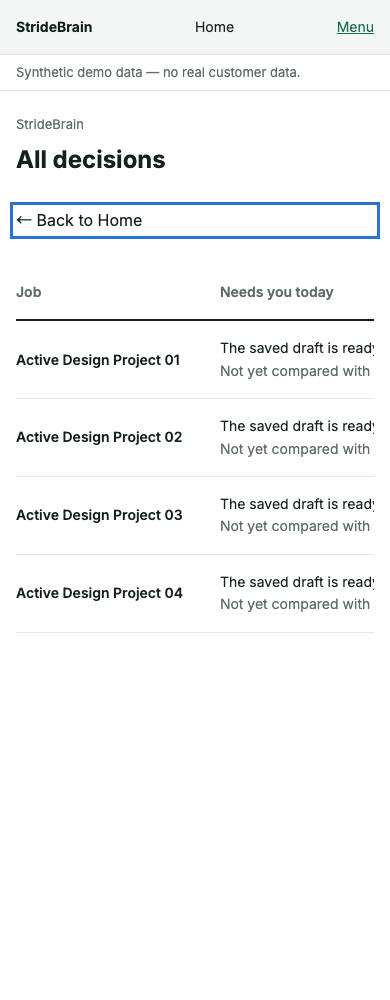 StrideBrain Home Menu
Synthetic demo data — no real customer data.
StrideBrain
All decisions
← Back to Home
Job Needs you today
Active Design Project 01
The saved draft is ready
Not yet compared with
Active Design Project 02
The saved draft is ready
Not yet compared with
Active Design Project 03
The saved draft is ready
Not yet compared with
Active Design Project 04
The saved draft is ready
Not yet compared with